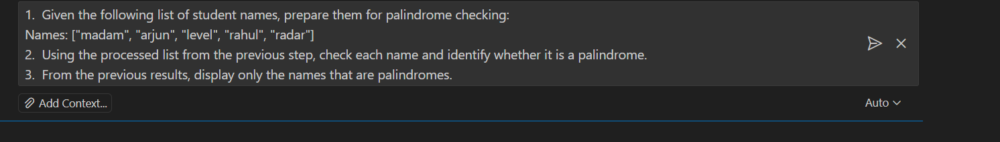 1. Given the following list of student names, prepare them for palindrome checking:
Names: ["madam", "arjun", "level", "rahul", "radar"]
2. Using the processed list from the previous step, check each name and identify whether it is a palindrome.
3. From the previous results, display only the names that are palindromes.
Add Context...
Auto